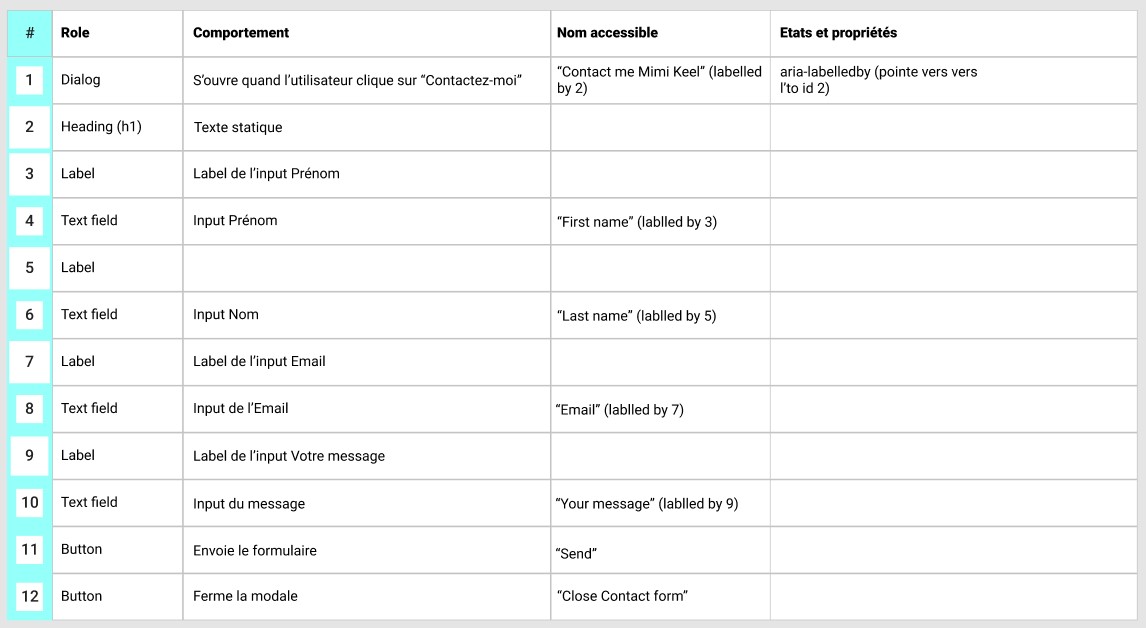 # Role Comportement Nom accessible Etats et propriétés
1 Dialog S’ouvre quand l’utilisateur clique sur “Contactez-moi” “Contact me Mimi Keel” (labelled by 2) aria-labelledby (pointe vers vers l’to id 2)
2 Heading (h1) Texte statique
3 Label Label de l’input Prénom
4 Text field Input Prénom “First name” (lablled by 3)
5 Label
6 Text field Input Nom “Last name” (lablled by 5)
7 Label Label de l’input Email
8 Text field Input de l’Email “Email” (lablled by 7)
9 Label Label de l’input Votre message
10 Text field Input du message “Your message” (lablled by 9)
11 Button Envoie le formulaire “Send”
12 Button Ferme la modale “Close Contact form”